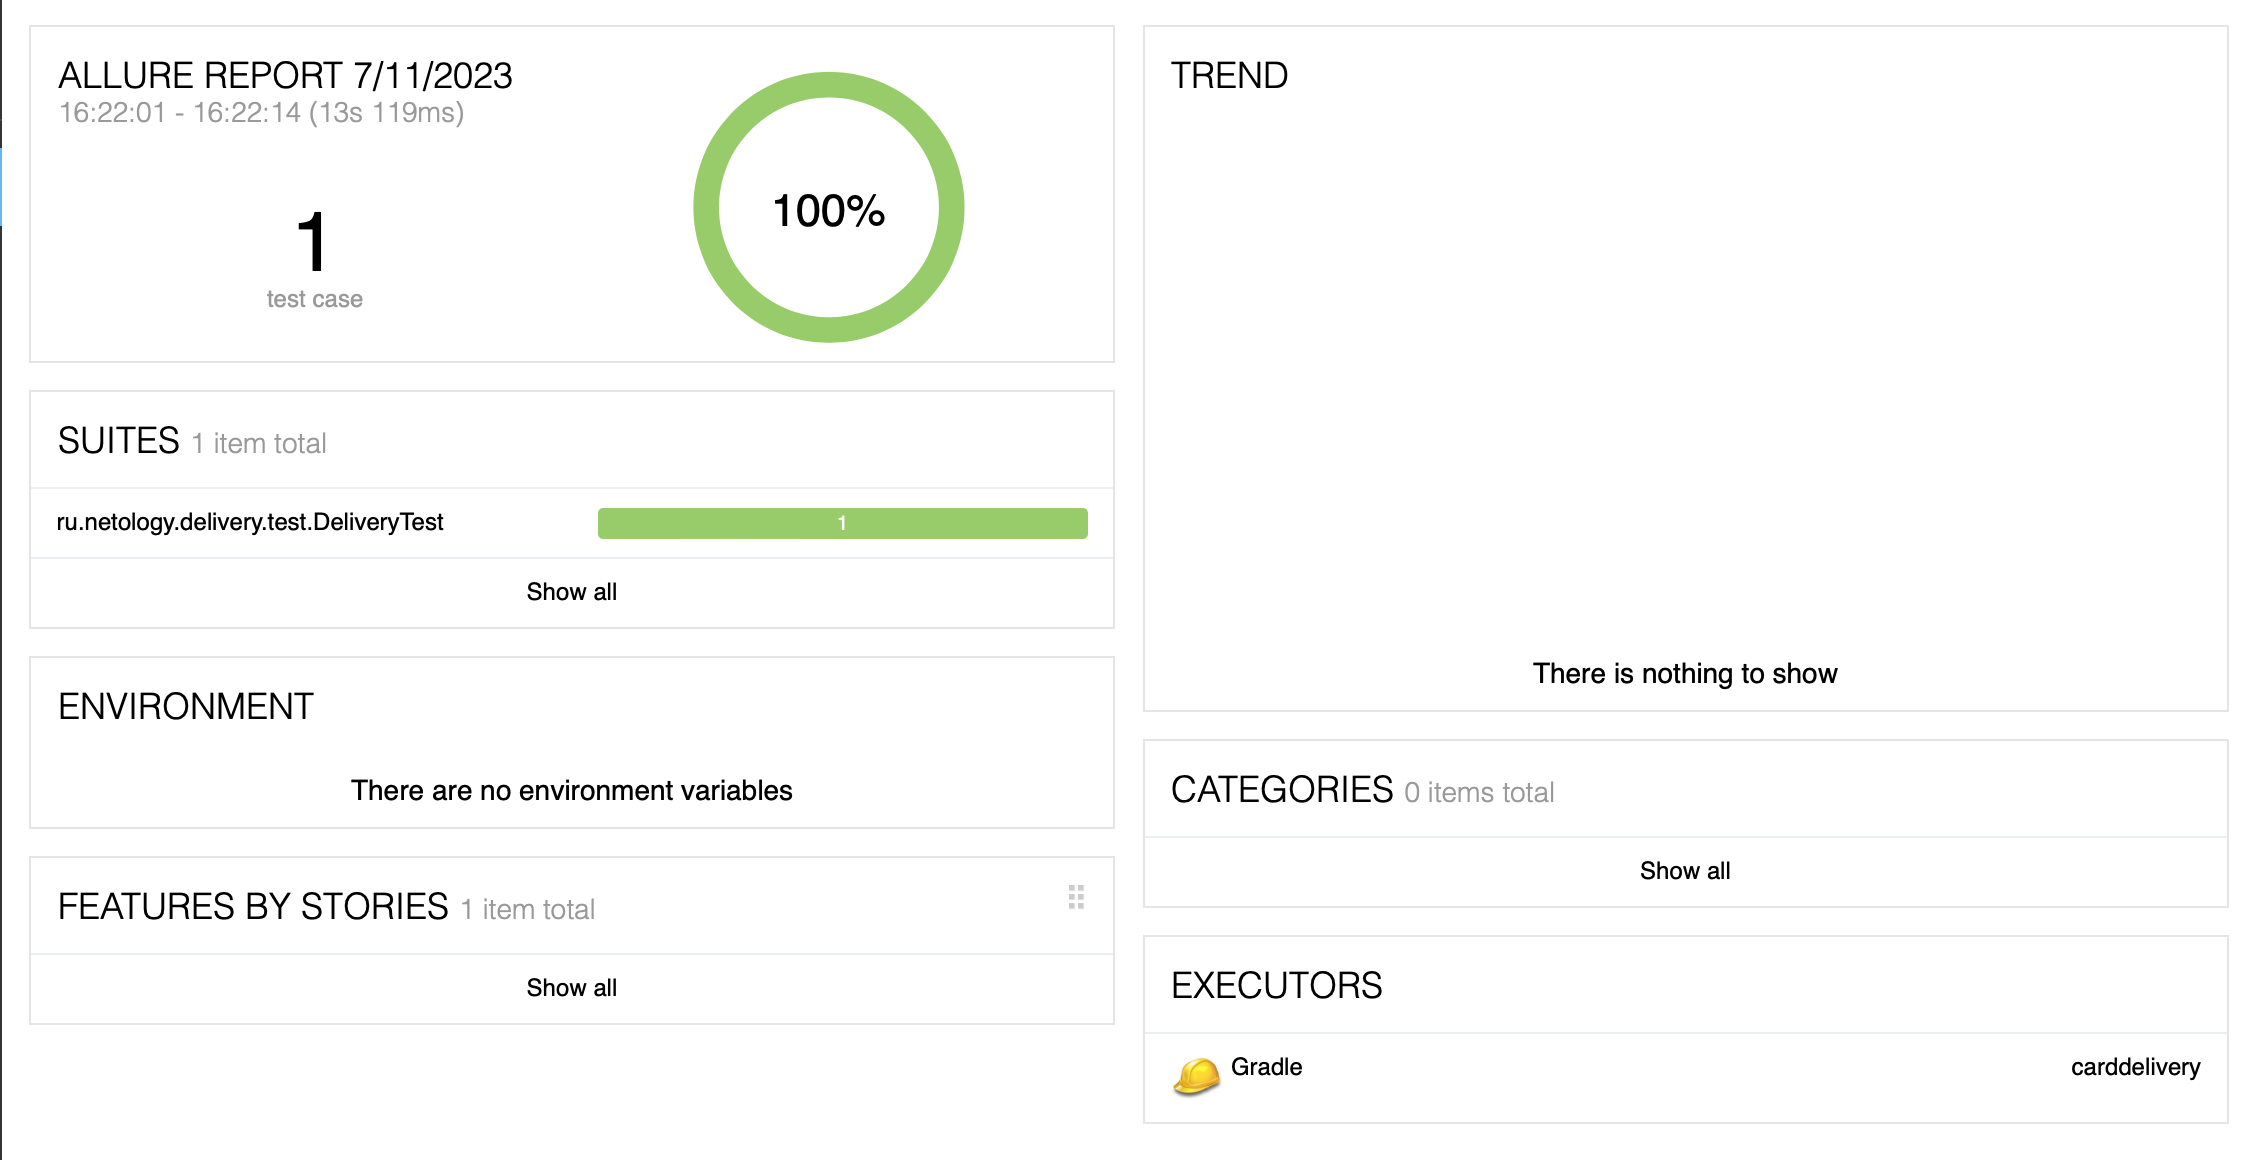 ALLURE REPORT 7/11/2023
16:22:01 - 16:22:14 (13s 119ms)
1
test case
100%
SUITES 1 item total
ru.netology.delivery.test.DeliveryTest 1
Show all
ENVIRONMENT
There are no environment variables
FEATURES BY STORIES 1 item total
Show all
TREND
There is nothing to show
CATEGORIES 0 items total
Show all
EXECUTORS
Gradle carddelivery